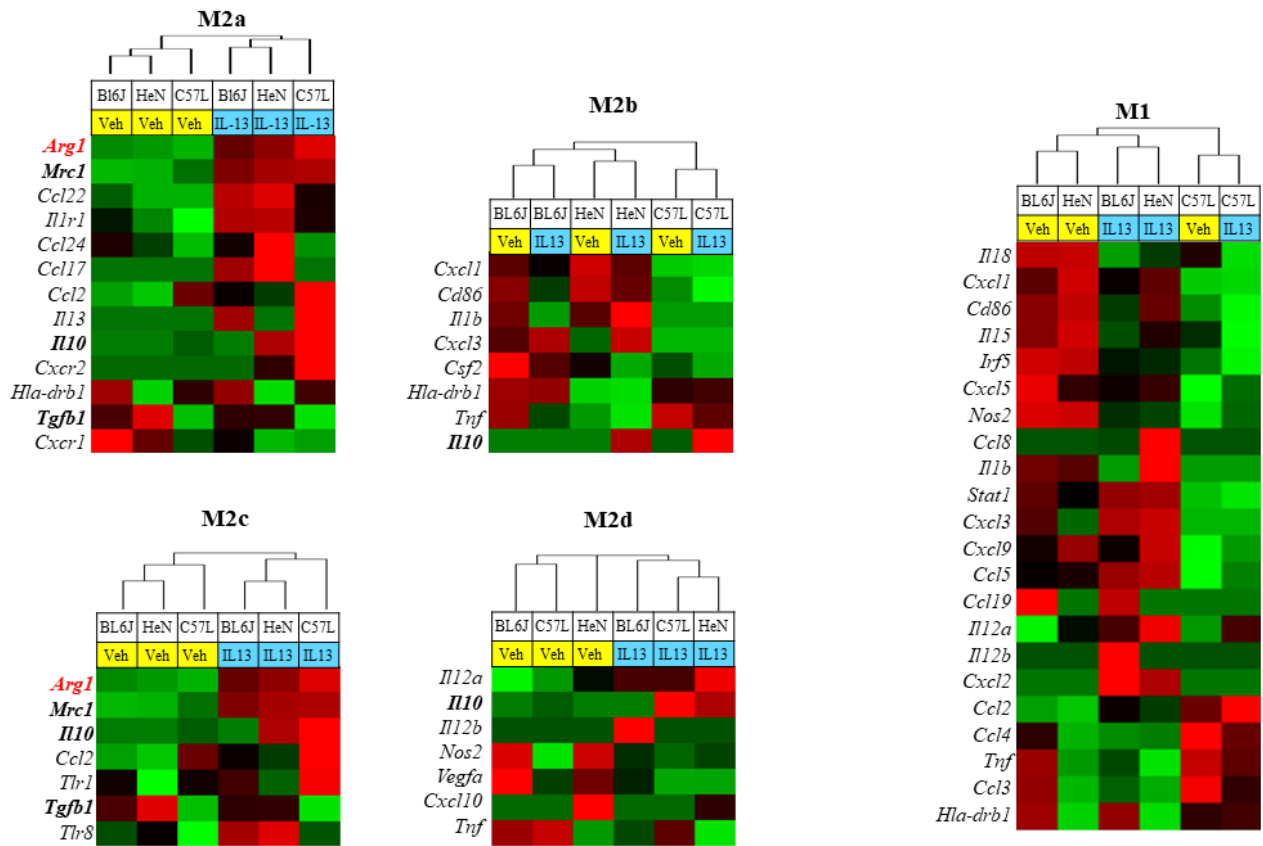 M2a
Bl6J HeN C57L Bl6J HeN C57L
Veh Veh Veh IL-13 IL-13 IL-13
Arg1
Mrc1
Ccl22
Il1r1
Ccl24
Ccl17
Ccl2
Il13
Il10
Cxcr2
Hla-drb1
Tgfb1
Cxcr1
M2b
BL6J BL6J HeN HeN C57L C57L
Veh IL13 Veh IL13 Veh IL13
Cxcl1
Cd86
Il1b
Cxcl3
Csf2
Hla-drb1
Tnf
Il10
M1
BL6J HeN BL6J HeN C57L C57L
Veh Veh IL13 IL13 Veh IL13
Il18
Cxcl1
Cd86
Il15
Irf5
Cxcl5
Nos2
Ccl8
Il1b
Stat1
Cxcl3
Cxcl9
Ccl5
Ccl19
Il12a
Il12b
Cxcl2
Ccl2
Ccl4
Tnf
Ccl3
Hla-drb1
M2c
BL6J HeN C57L BL6J HeN C57L
Veh Veh Veh IL13 IL13 IL13
Arg1
Mrc1
Il10
Ccl2
Tlr1
Tgfb1
Tlr8
M2d
BL6J C57L HeN BL6J C57L HeN
Veh Veh Veh IL13 IL13 IL13
Il12a
Il10
Il12b
Nos2
Vegfa
Cxcl10
Tnf